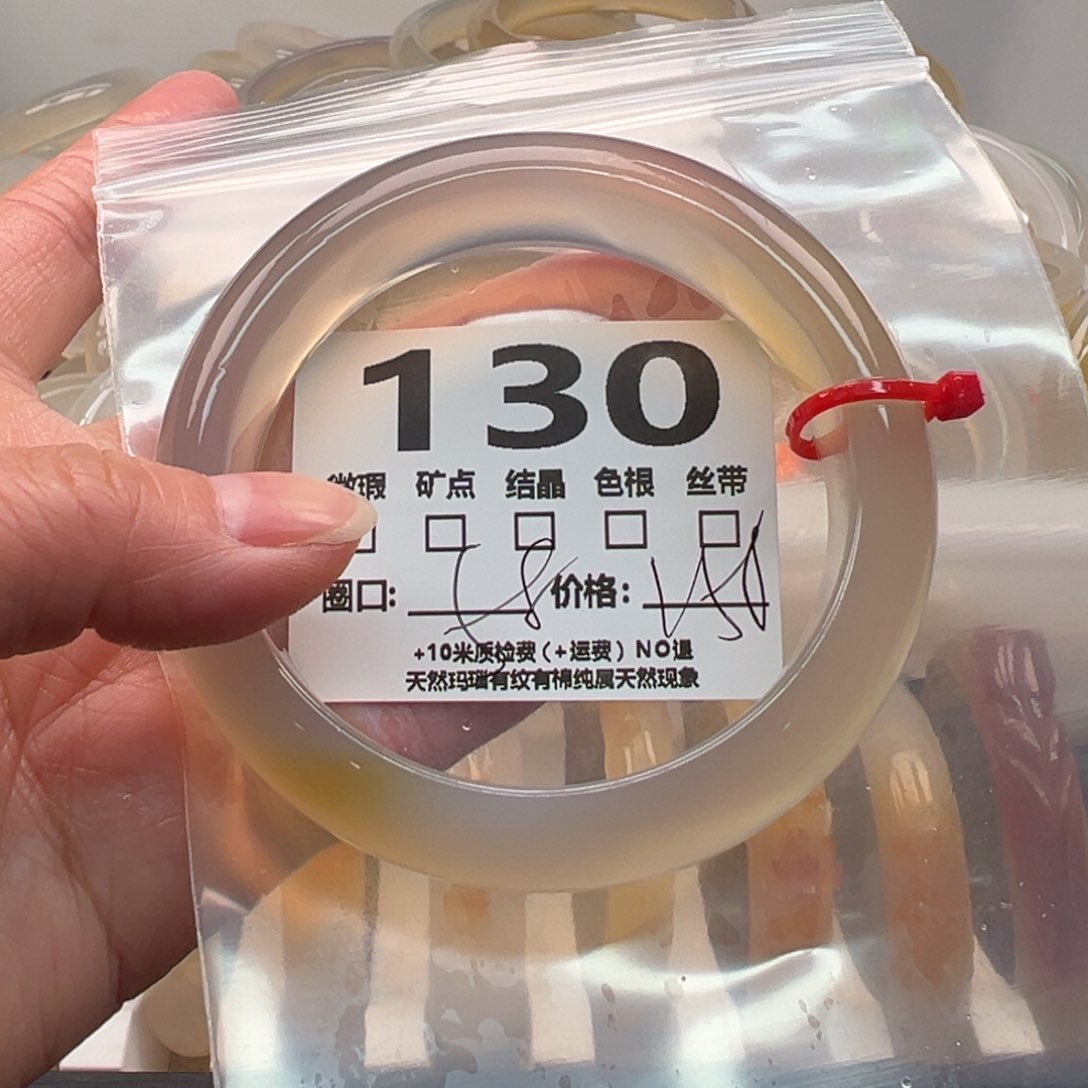 130
微瑕 矿点 结晶 色根 丝带
圈口: 58 价格:
+10米质检费(+运费) NO退
天然玛瑙有纹有棉纯属天然现象